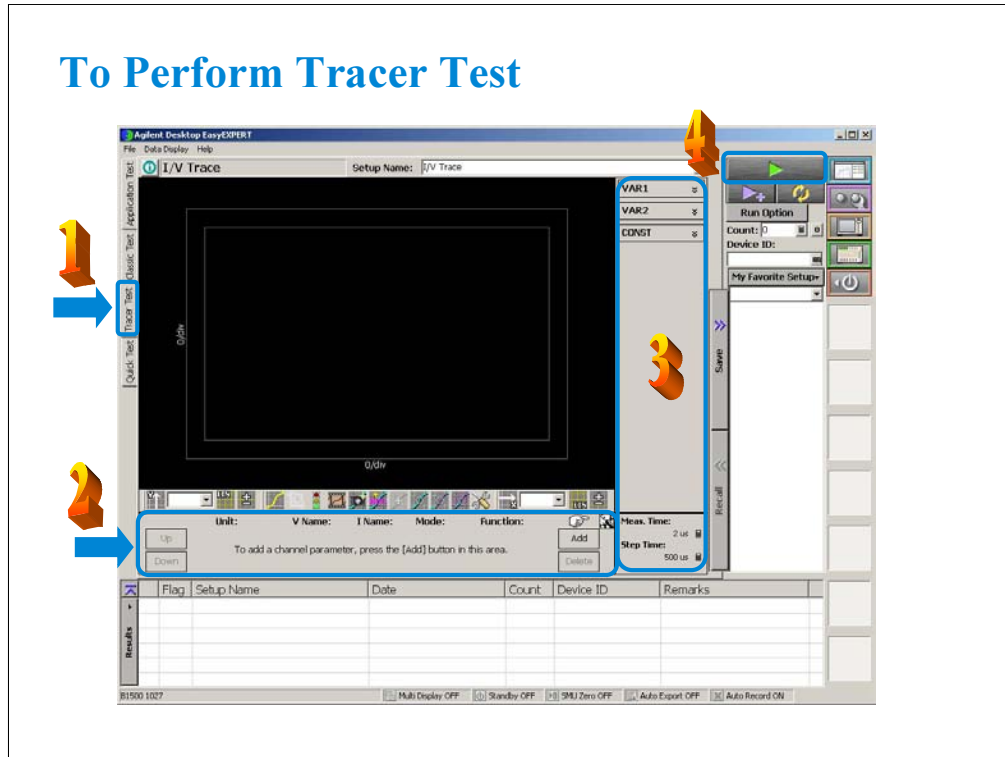 To Perform Tracer Test
Agilent Desktop EasyEXPERT
File Data Display Help
I/V Trace
Setup Name: I/V Trace
4
Application Test
Classic Test
Tracer Test
Quick Test
1
0/div
0/div
VAR1
VAR2
CONST
3
Run Option
Count: 0
Device ID:
My Favorite Setup
Save
Recall
2
Unit: V Name: I Name: Mode: Function:
Up
Down
To add a channel parameter, press the [Add] button in this area.
Add
Delete
Meas. Time:
2 us
Step Time:
500 us
Results
Flag Setup Name Date Count Device ID Remarks
B1500 1027
Multi Display OFF Standby OFF SMU Zero OFF Auto Export OFF Auto Record ON